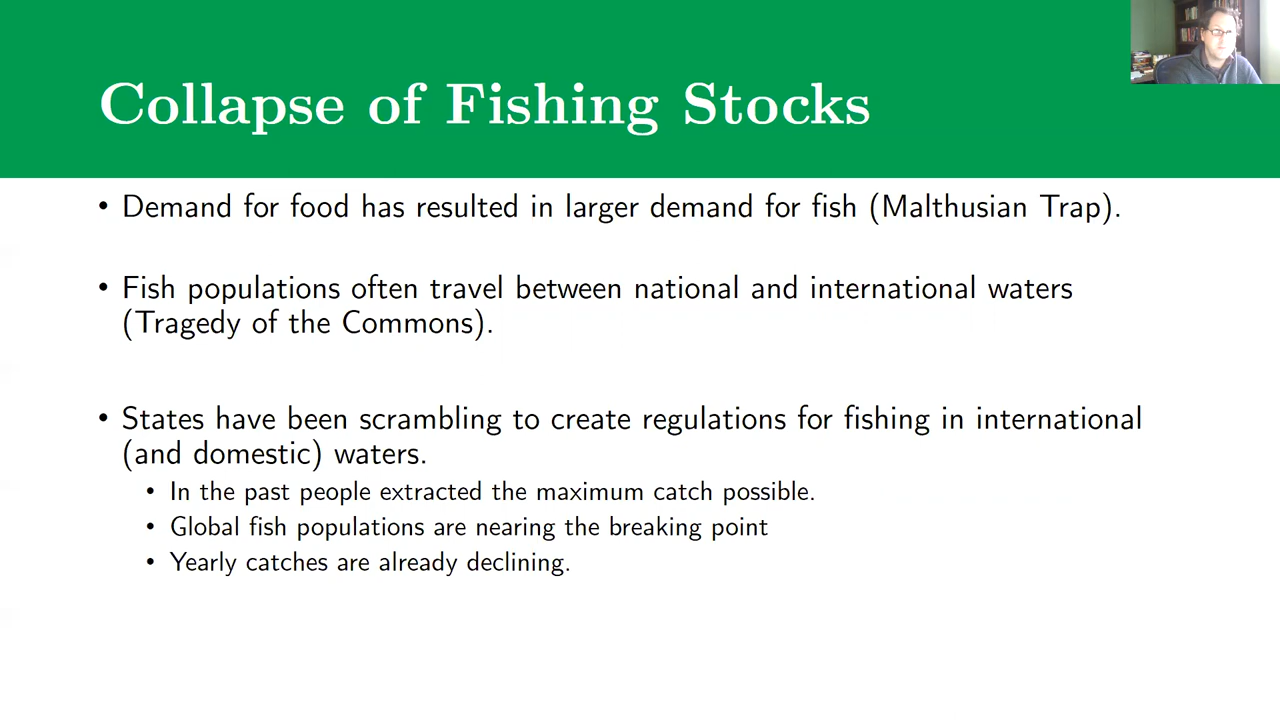 Collapse of Fishing Stocks
• Demand for food has resulted in larger demand for fish (Malthusian Trap).
• Fish populations often travel between national and international waters
(Tragedy of the Commons).
• States have been scrambling to create regulations for fishing in international
(and domestic) waters.
• In the past people extracted the maximum catch possible.
• Global fish populations are nearing the breaking point
• Yearly catches are already declining.